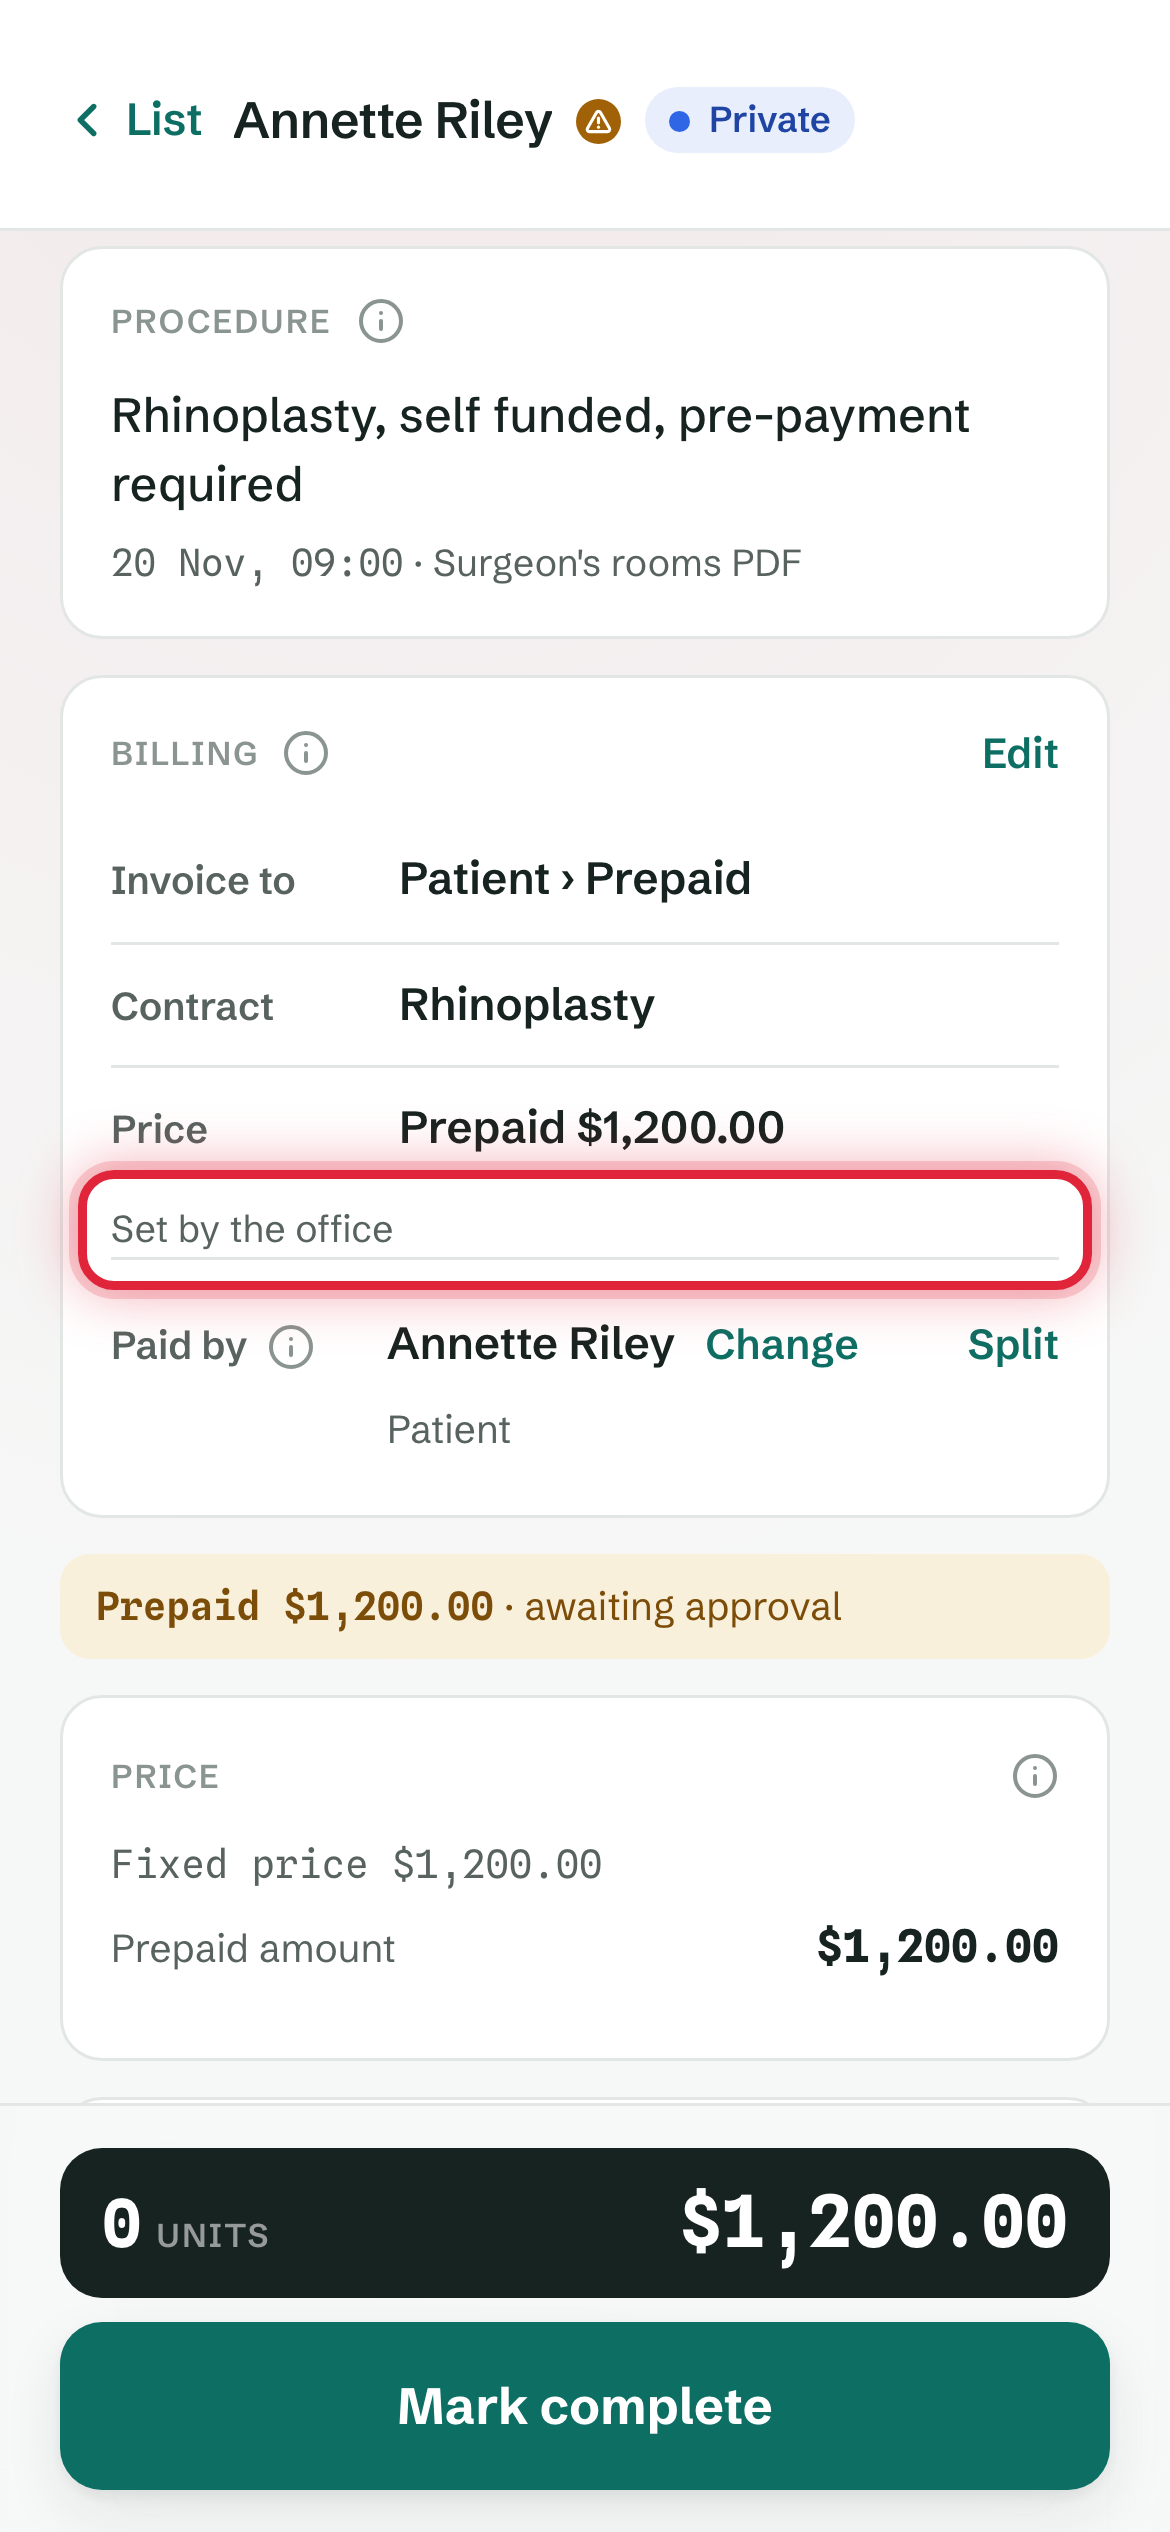 List Annette Riley Private
PROCEDURE
Rhinoplasty, self funded, pre-payment
required
20 Nov, 09:00 · Surgeon's rooms PDF
BILLING Edit
Invoice to Patient › Prepaid
Contract Rhinoplasty
Price Prepaid $1,200.00
Set by the office
Paid by Annette Riley Change Split
Patient
Prepaid $1,200.00 · awaiting approval
PRICE
Fixed price $1,200.00
Prepaid amount $1,200.00
0 UNITS $1,200.00
Mark complete